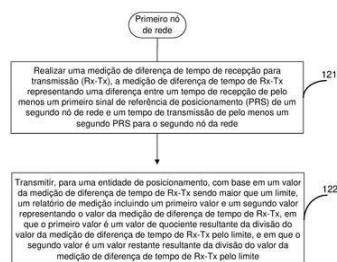 Primeiro nó
de rede
Realizar uma medição de diferença de tempo de recepção para
transmissão (Rx-Tx), a medição de diferença de tempo de Rx-Tx
representando uma diferença entre um tempo de recepção de pelo
menos um primeiro sinal de referência de posicionamento (PRS) de um
segundo nó de rede e um tempo de transmissão de pelo menos um
segundo PRS para o segundo nó da rede
121
Transmitir, para uma entidade de posicionamento, com base em um valor
da medição de diferença de tempo de Rx-Tx sendo maior que um limite,
um relatório de medição incluindo um primeiro valor e um segundo valor
representando o valor da medição de diferença de tempo de Rx-Tx, em
que o primeiro valor é um valor de quociente resultante da divisão do
valor da medição de diferença de tempo de Rx-Tx pelo limite, e em que o
segundo valor é um valor restante resultante da divisão do valor da
medição de diferença de tempo de Rx-Tx pelo limite
122